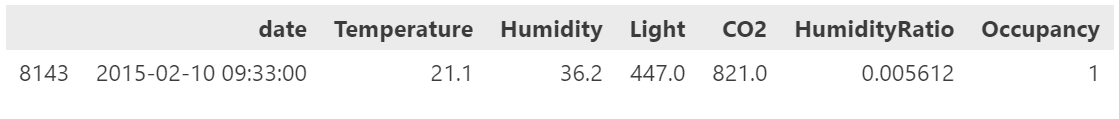 date Temperature Humidity Light CO2 HumidityRatio Occupancy
8143 2015-02-10 09:33:00 21.1 36.2 447.0 821.0 0.005612 1